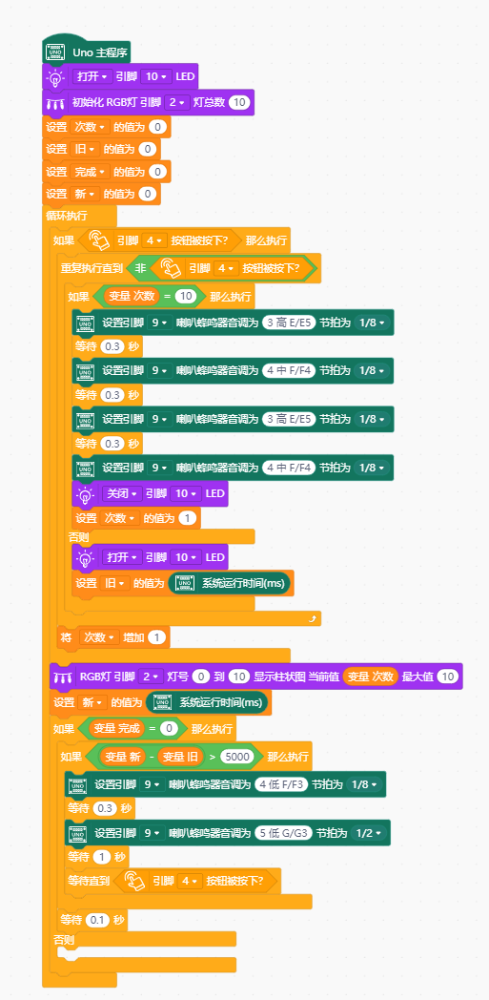 UNO Uno 主程序
打开 引脚 10 LED
初始化 RGB灯 引脚 2 灯总数 10
设置 次数 的值为 0
设置 旧 的值为 0
设置 完成 的值为 0
设置 新 的值为 0
循环执行
如果 引脚 4 按钮被按下? 那么执行
重复执行直到 非 引脚 4 按钮被按下?
如果 变量 次数 = 10 那么执行
UNO 设置引脚 9 喇叭蜂鸣器音调为 3 高 E/E5 节拍为 1/8
等待 0.3 秒
UNO 设置引脚 9 喇叭蜂鸣器音调为 4 中 F/F4 节拍为 1/8
等待 0.3 秒
UNO 设置引脚 9 喇叭蜂鸣器音调为 3 高 E/E5 节拍为 1/8
等待 0.3 秒
UNO 设置引脚 9 喇叭蜂鸣器音调为 4 中 F/F4 节拍为 1/8
关闭 引脚 10 LED
设置 次数 的值为 1
否则
打开 引脚 10 LED
设置 旧 的值为 UNO 系统运行时间(ms)
将 次数 增加 1
RGB灯 引脚 2 灯号 0 到 10 显示柱状图 当前值 变量 次数 最大值 10
设置 新 的值为 UNO 系统运行时间(ms)
如果 变量 完成 = 0 那么执行
如果 变量 新 - 变量 旧 > 5000 那么执行
UNO 设置引脚 9 喇叭蜂鸣器音调为 4 低 F/F3 节拍为 1/8
等待 0.3 秒
UNO 设置引脚 9 喇叭蜂鸣器音调为 5 低 G/G3 节拍为 1/2
等待 1 秒
等待直到 引脚 4 按钮被按下?
等待 0.1 秒
否则